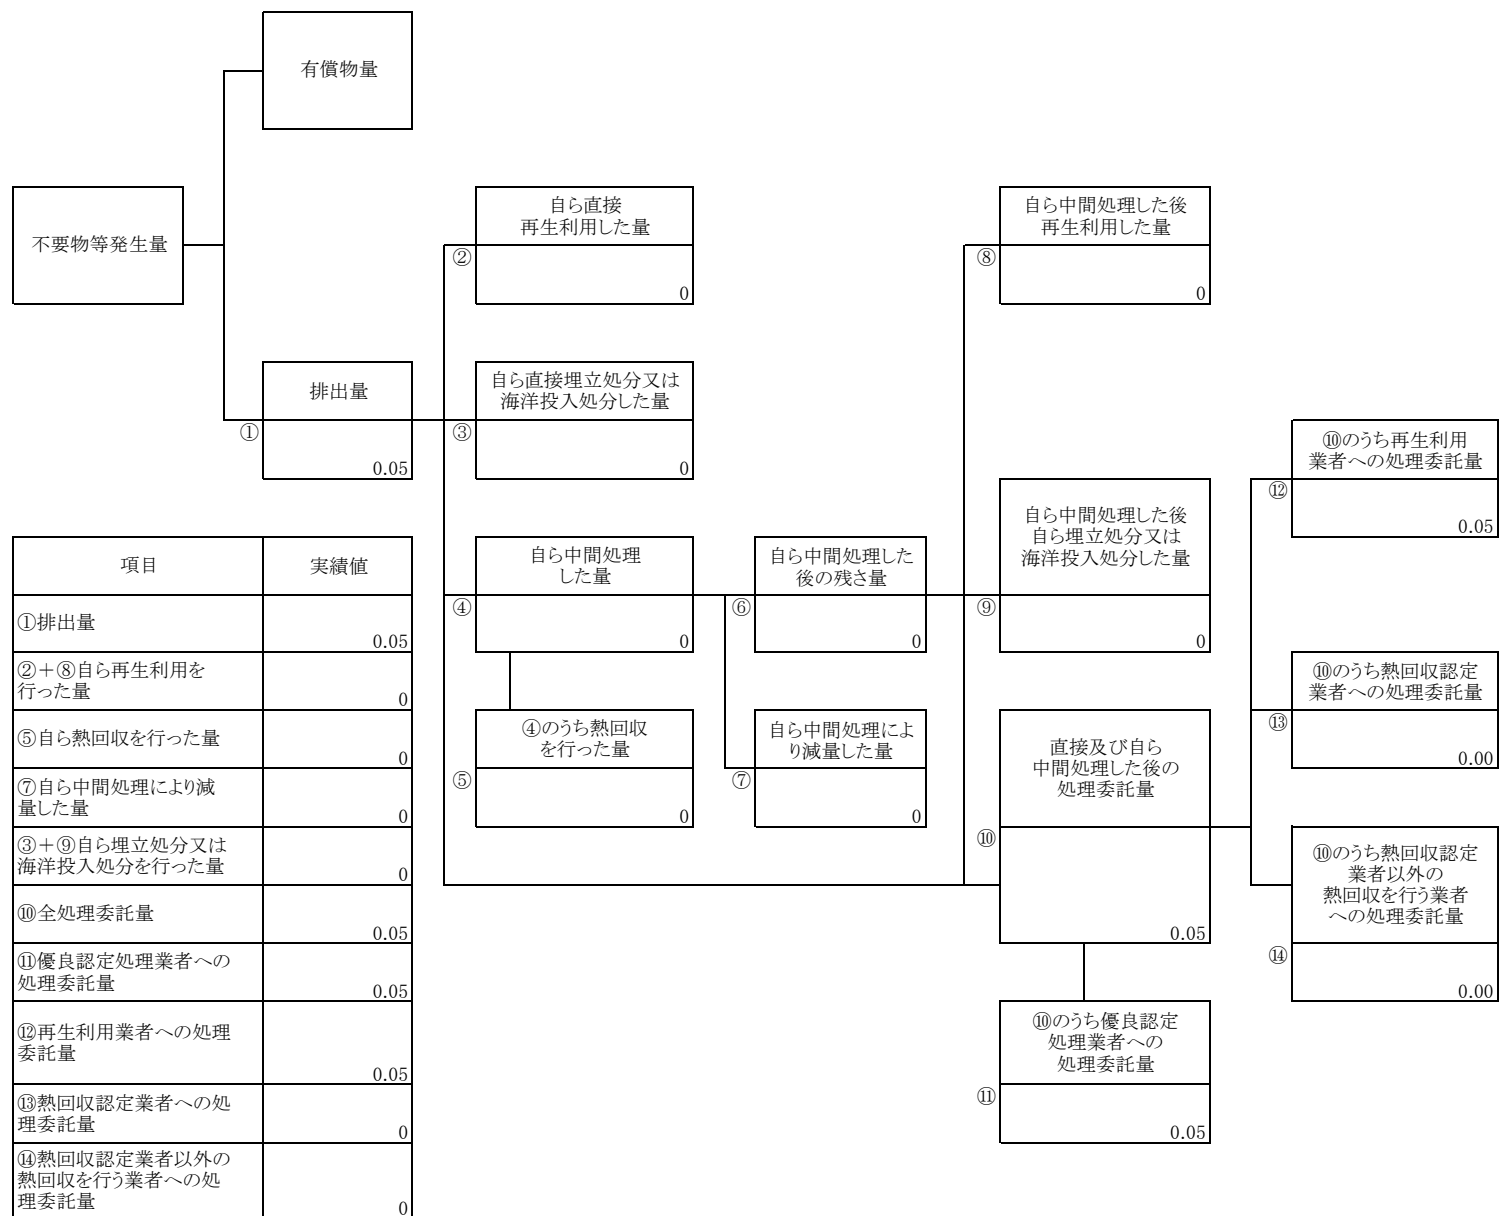 有償物量
不要物等発生量
自ら直接
再生利用した量
②
0
自ら中間処理した後
再生利用した量
⑧
0
排出量
①
0.05
自ら直接埋立処分又は
海洋投入処分した量
③
0
⑩のうち再生利用
業者への処理委託量
⑫
0.05
自ら中間処理
した量
④
0
自ら中間処理した
後の残さ量
⑥
0
自ら中間処理した後
自ら埋立処分又は
海洋投入処分した量
⑨
0
⑩のうち熱回収認定
業者への処理委託量
⑬
0.00
④のうち熱回収
を行った量
⑤
0
自ら中間処理によ
り減量した量
⑦
0
直接及び自ら
中間処理した後の
処理委託量
⑩
0.05
⑩のうち熱回収認定
業者以外の
熱回収を行う業者
への処理委託量
⑭
0.00
⑩のうち優良認定
処理業者への
処理委託量
⑪
0.05
項目 実績値
①排出量
0.05
②＋⑧自ら再生利用を
行った量
0
⑤自ら熱回収を行った量
0
⑦自ら中間処理により減
量した量
0
③＋⑨自ら埋立処分又は
海洋投入処分を行った量
0
⑩全処理委託量
0.05
⑪優良認定処理業者への
処理委託量
0.05
⑫再生利用業者への処理
委託量
0.05
⑬熱回収認定業者への処
理委託量
0
⑭熱回収認定業者以外の
熱回収を行う業者への処
理委託量
0